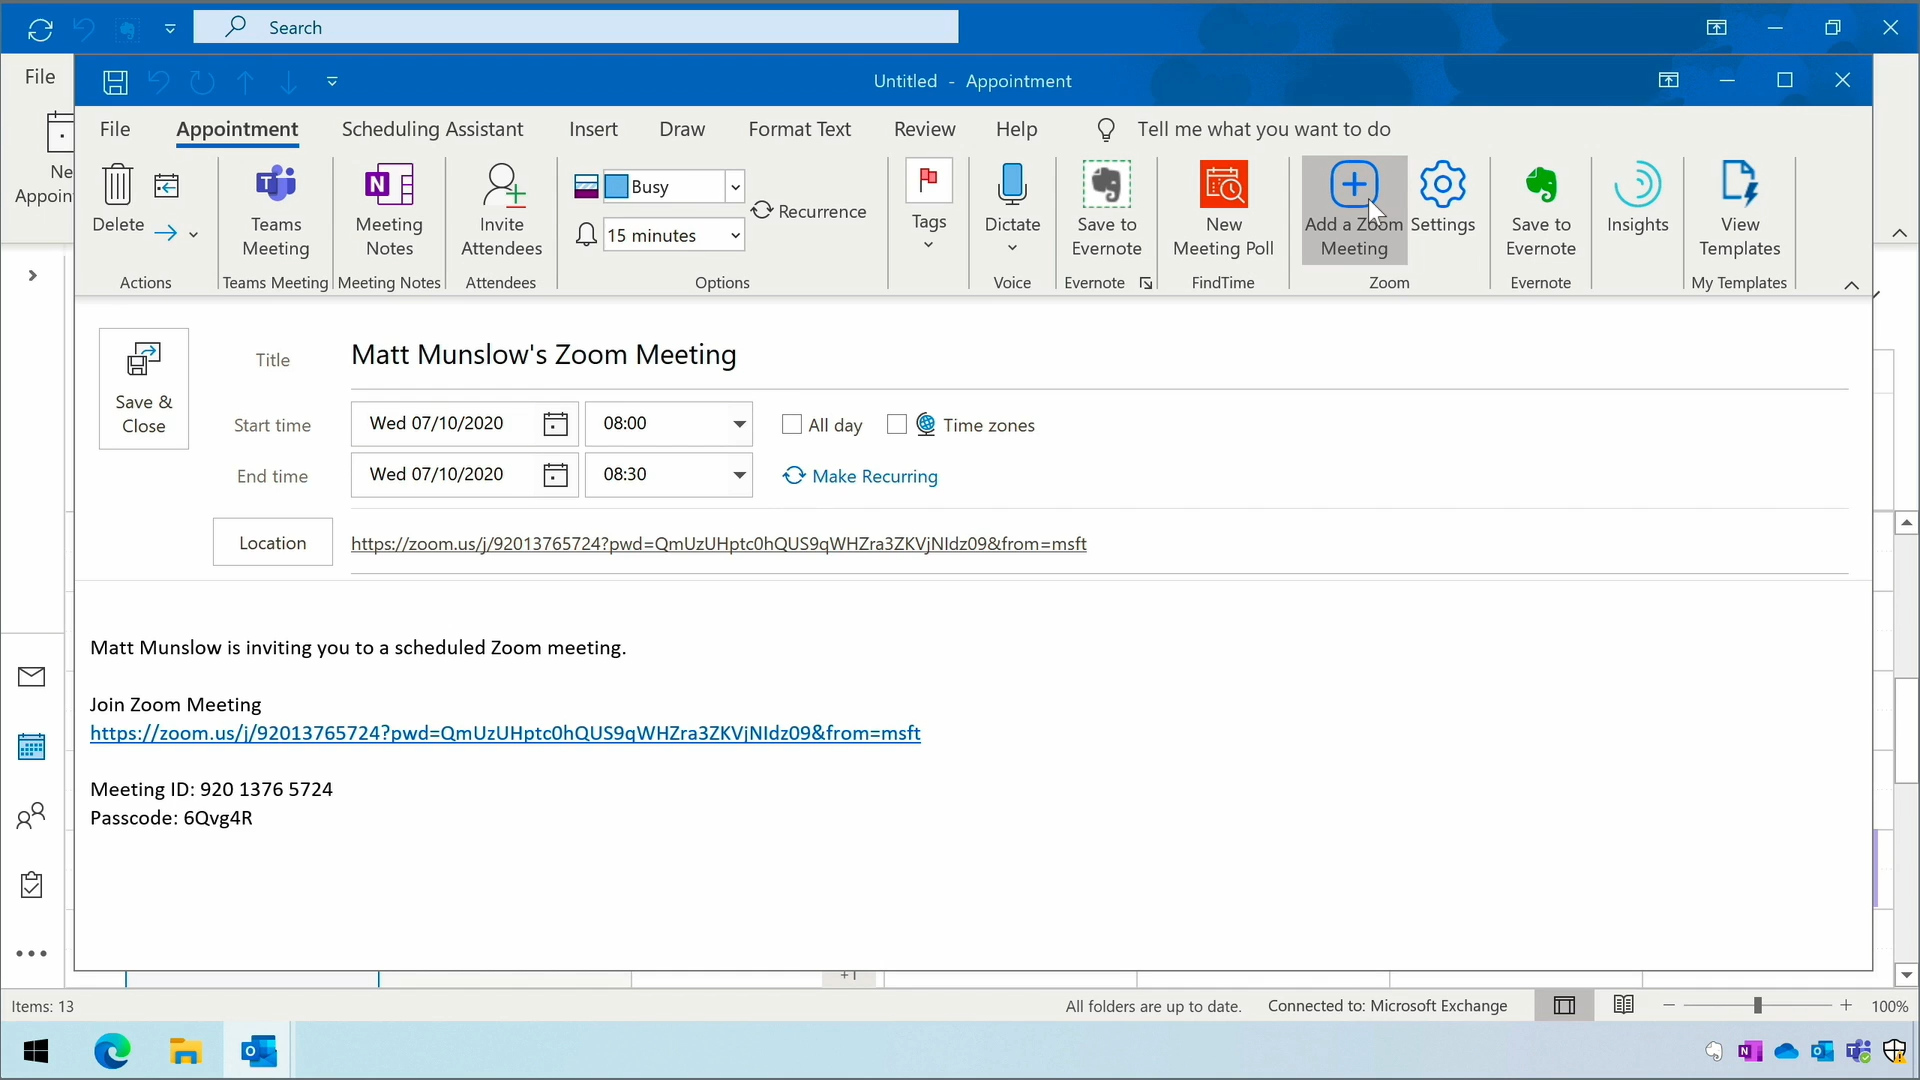 Search
File
Untitled - Appointment
File Appointment Scheduling Assistant Insert Draw Format Text Review Help Tell me what you want to do
New
Appoin
Delete
Teams
Meeting
Meeting
Notes
Invite
Attendees
Busy
15 minutes
Recurrence
Tags
Dictate
Save to
Evernote
New
Meeting Poll
Add a Zoom
Meeting
Settings
Save to
Evernote
Insights
View
Templates
Actions Teams Meeting Meeting Notes Attendees Options Voice Evernote FindTime Zoom Evernote My Templates
Save &
Close
Title Matt Munslow's Zoom Meeting
Start time Wed 07/10/2020 08:00 All day Time zones
End time Wed 07/10/2020 08:30 Make Recurring
Location https://zoom.us/j/92013765724?pwd=QmUzUHptc0hQUS9qWHZra3ZKVjNIdz09&from=msft
Matt Munslow is inviting you to a scheduled Zoom meeting.
Join Zoom Meeting
https://zoom.us/j/92013765724?pwd=QmUzUHptc0hQUS9qWHZra3ZKVjNIdz09&from=msft
Meeting ID: 920 1376 5724
Passcode: 6Qvg4R
+1
Items: 13 All folders are up to date. Connected to: Microsoft Exchange 100%